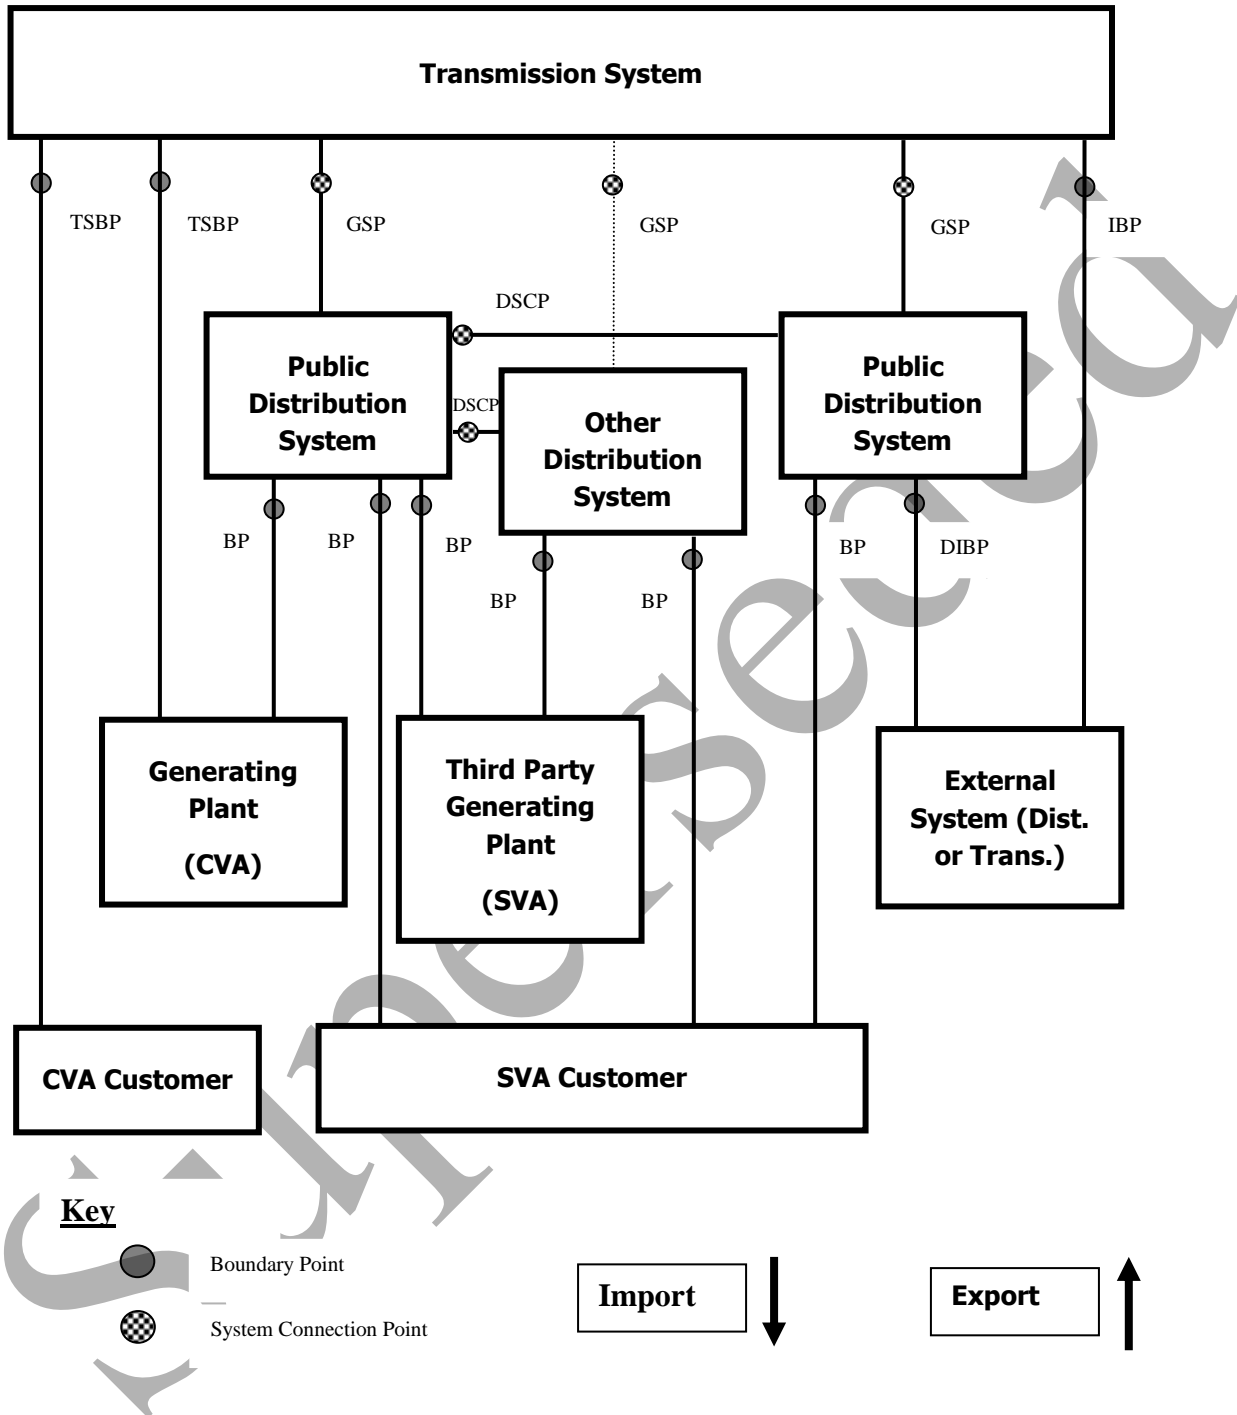 Transmission System
TSBP
TSBP
GSP
GSP
GSP
IBP
DSCP
Public
Distribution
System
DSCP
Other
Distribution
System
Public
Distribution
System
BP
BP
BP
BP
BP
BP
DIBP
Generating
Plant
(CVA)
Third Party
Generating
Plant
(SVA)
External
System (Dist.
or Trans.)
CVA Customer
SVA Customer
Superseded
Key
Boundary Point
System Connection Point
Import
Export